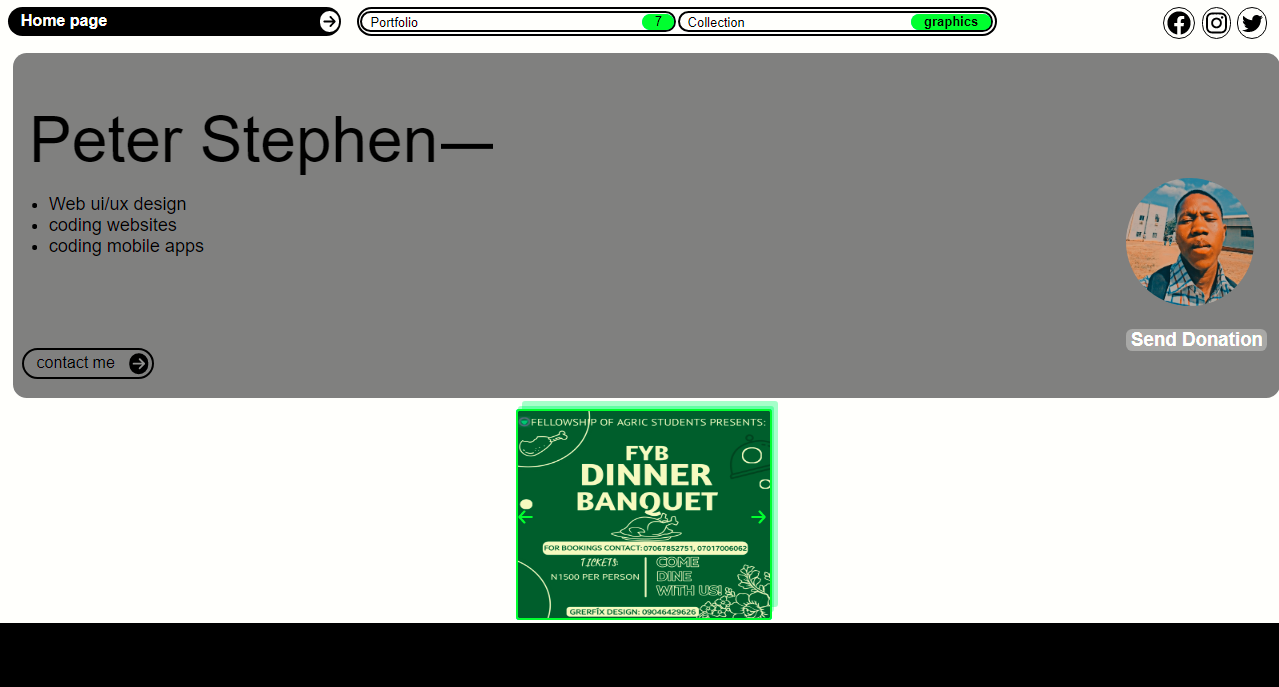 Home page
Portfolio
7
Collection
graphics
Peter Stephen—
Web ui/ux design
coding websites
coding mobile apps
Send Donation
contact me
FELLOWSHIP OF AGRIC STUDENTS PRESENTS:
FYB
DINNER
BANQUET
FOR BOOKINGS CONTACT: 07067852751, 07017006062
TICKETS:
N1500 PER PERSON
COME
DINE
WITH US!
GRERFIX DESIGN: 09046429626